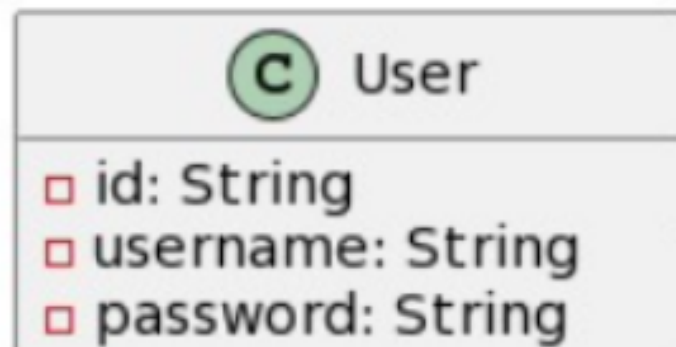 C User
id: String
username: String
password: String